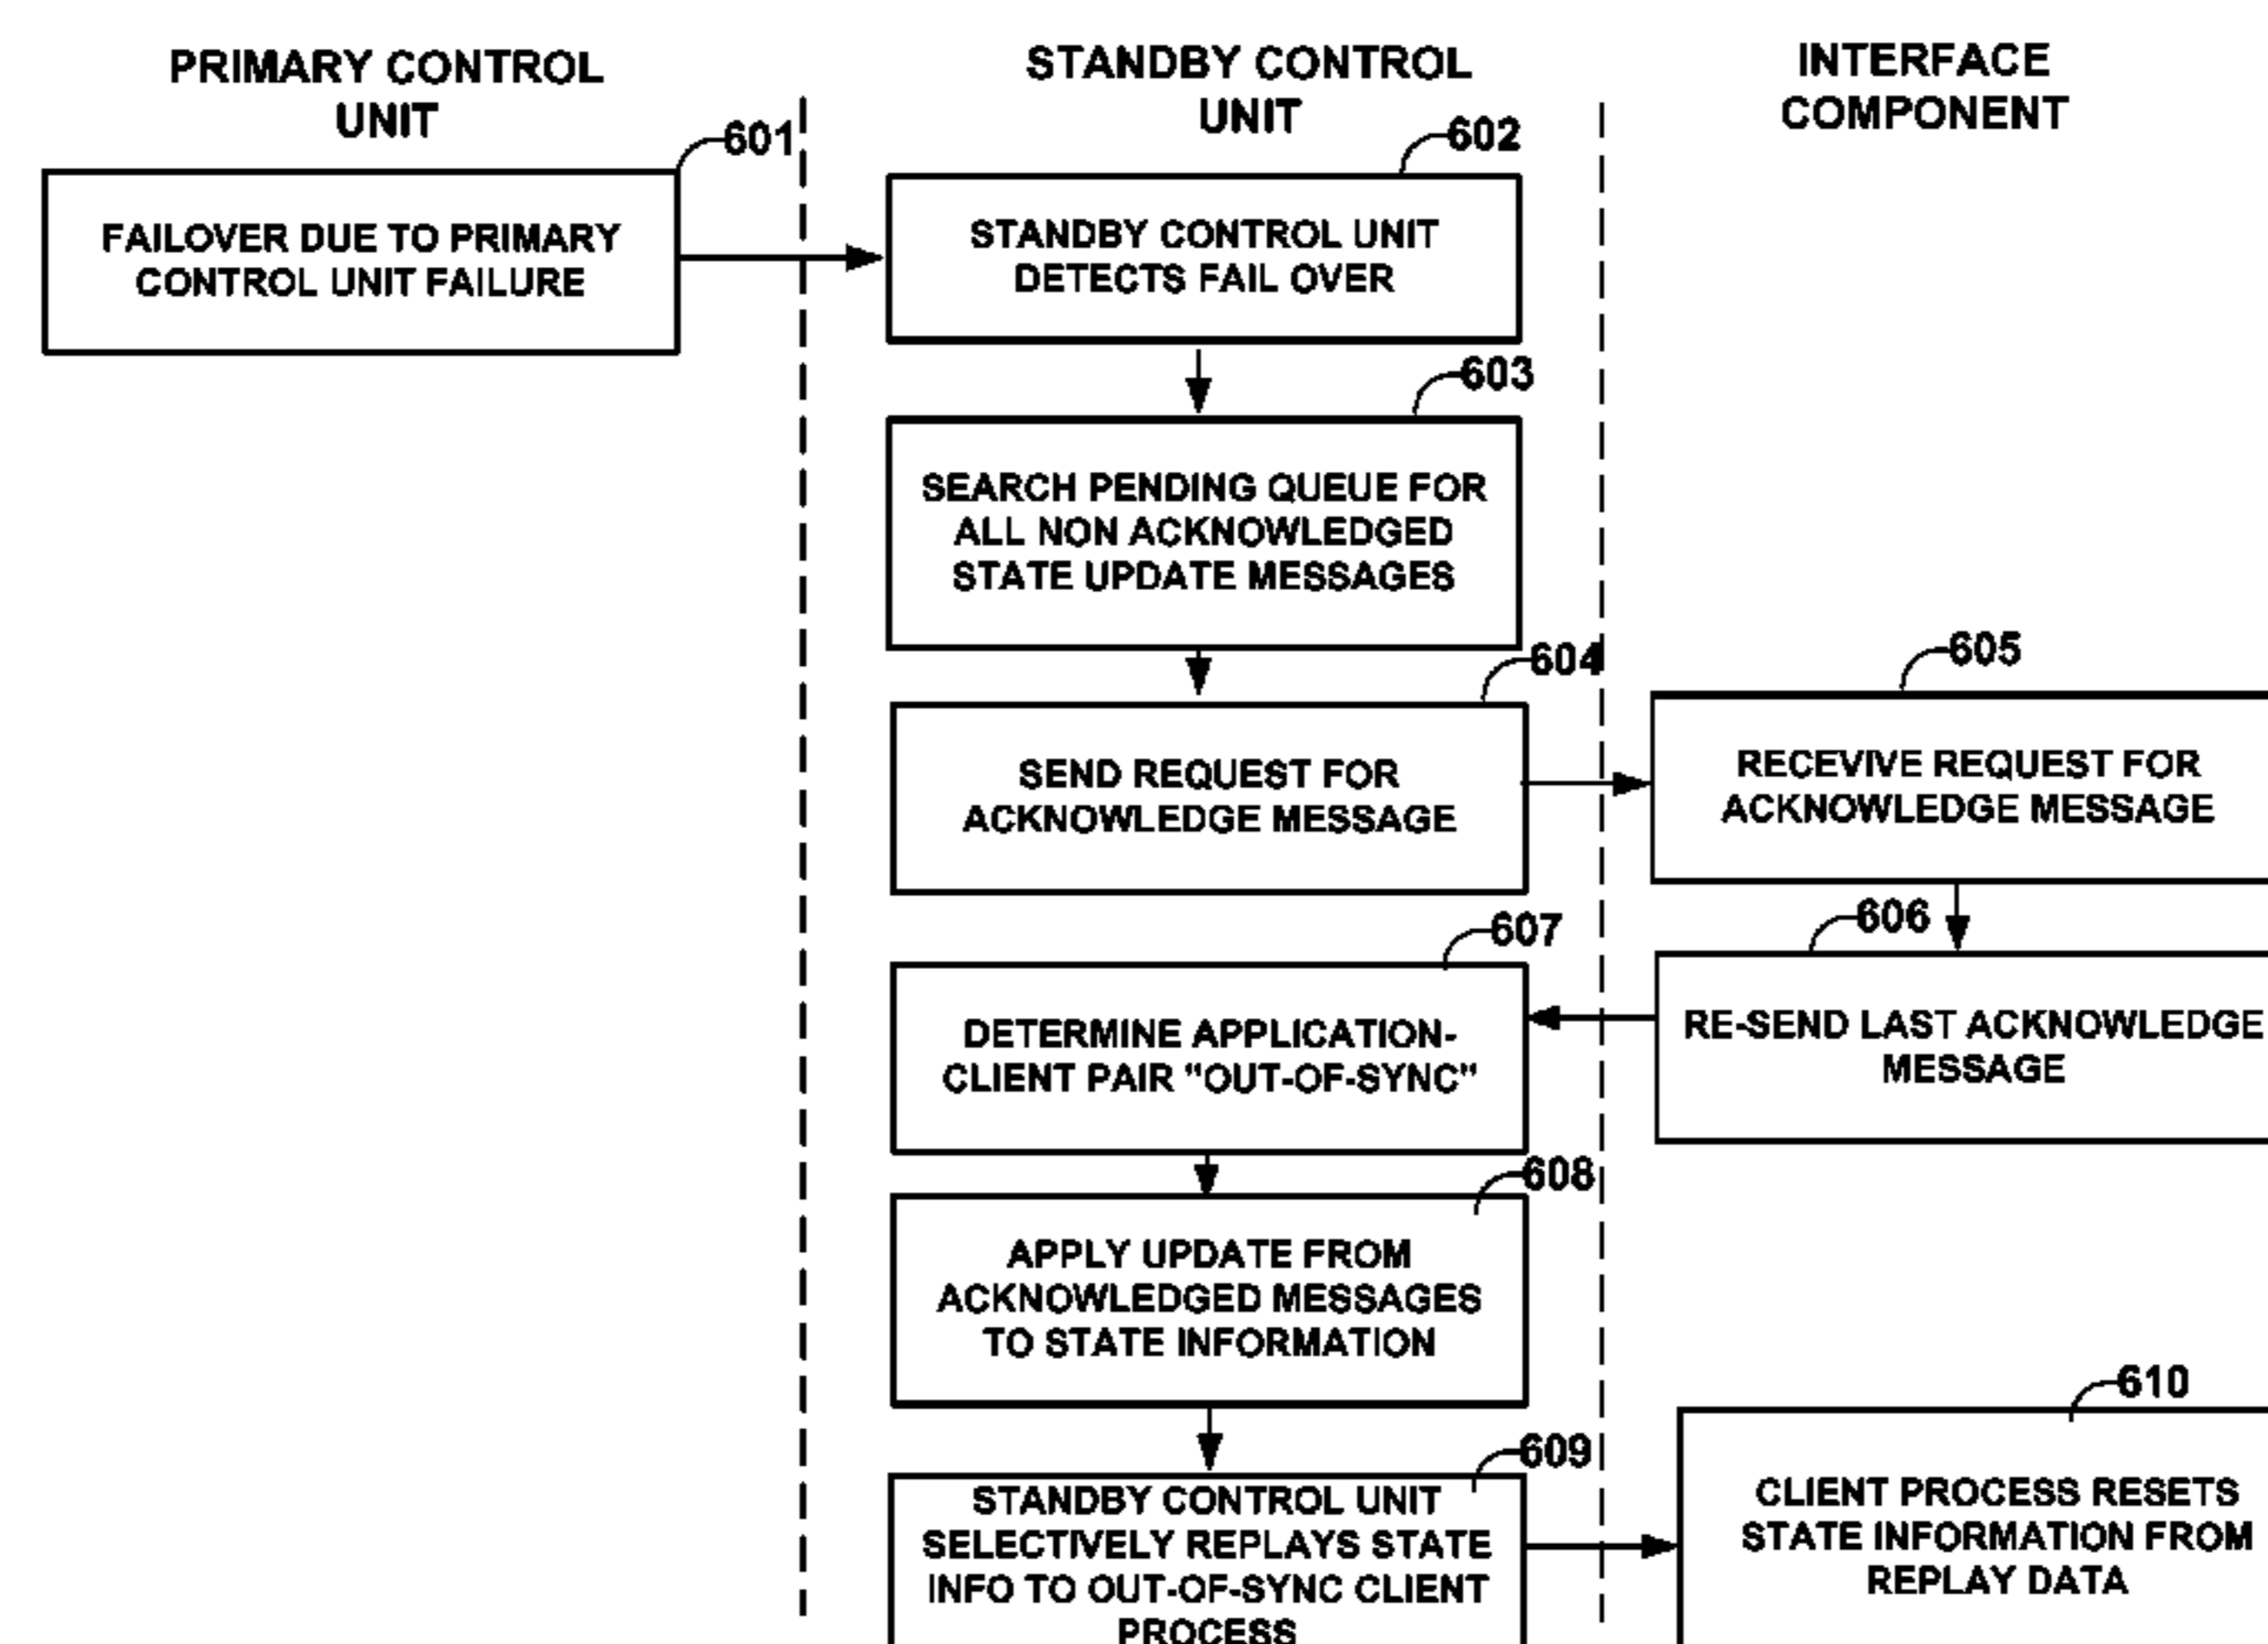 PRIMARY CONTROL
UNIT
STANDBY CONTROL
UNIT
INTERFACE
COMPONENT
601
FAILOVER DUE TO PRIMARY
CONTROL UNIT FAILURE
602
STANDBY CONTROL UNIT
DETECTS FAIL OVER
603
SEARCH PENDING QUEUE FOR
ALL NON ACKNOWLEDGED
STATE UPDATE MESSAGES
604
SEND REQUEST FOR
ACKNOWLEDGE MESSAGE
605
RECEVIVE REQUEST FOR
ACKNOWLEDGE MESSAGE
606
RE-SEND LAST ACKNOWLEDGE
MESSAGE
607
DETERMINE APPLICATION-
CLIENT PAIR "OUT-OF-SYNC"
608
APPLY UPDATE FROM
ACKNOWLEDGED MESSAGES
TO STATE INFORMATION
609
STANDBY CONTROL UNIT
SELECTIVELY REPLAYS STATE
INFO TO OUT-OF-SYNC CLIENT
PROCESS
610
CLIENT PROCESS RESETS
STATE INFORMATION FROM
REPLAY DATA